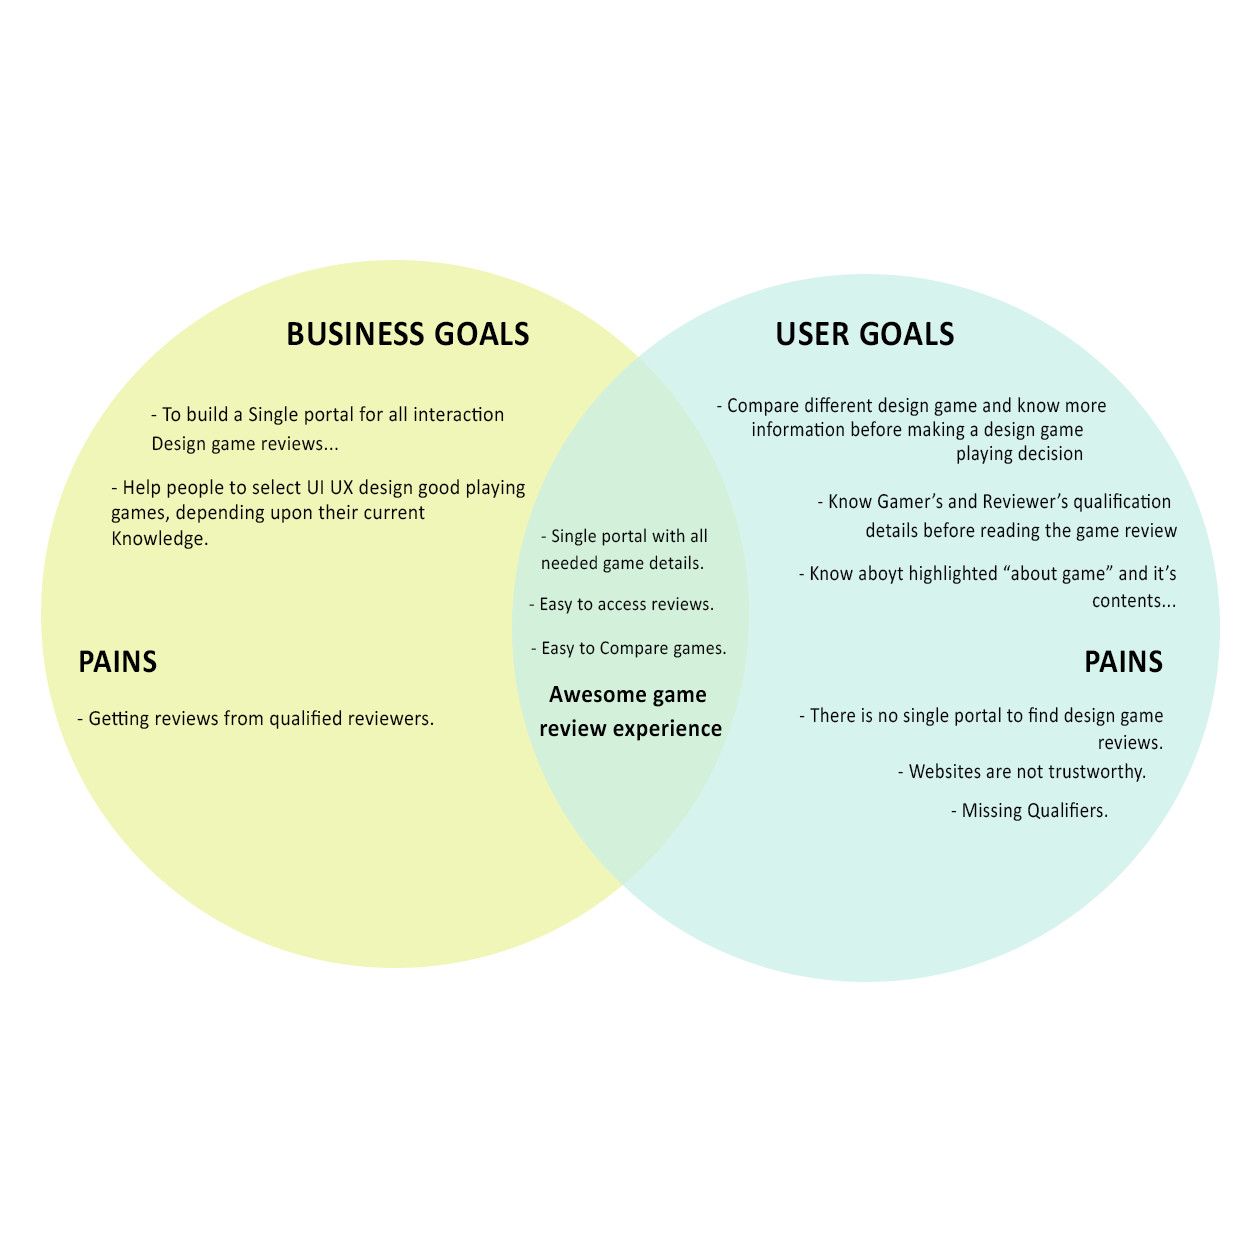 BUSINESS GOALS
- To build a Single portal for all interaction
Design game reviews...
- Help people to select UI UX design good playing
games, depending upon their current
Knowledge.
PAINS
- Getting reviews from qualified reviewers.
- Single portal with all
needed game details.
- Easy to access reviews.
- Easy to Compare games.
Awesome game
review experience
USER GOALS
- Compare different design game and know more
information before making a design game
playing decision
- Know Gamer’s and Reviewer’s qualification
details before reading the game review
- Know aboyt highlighted “about game” and it’s
contents...
PAINS
- There is no single portal to find design game
reviews.
- Websites are not trustworthy.
- Missing Qualifiers.